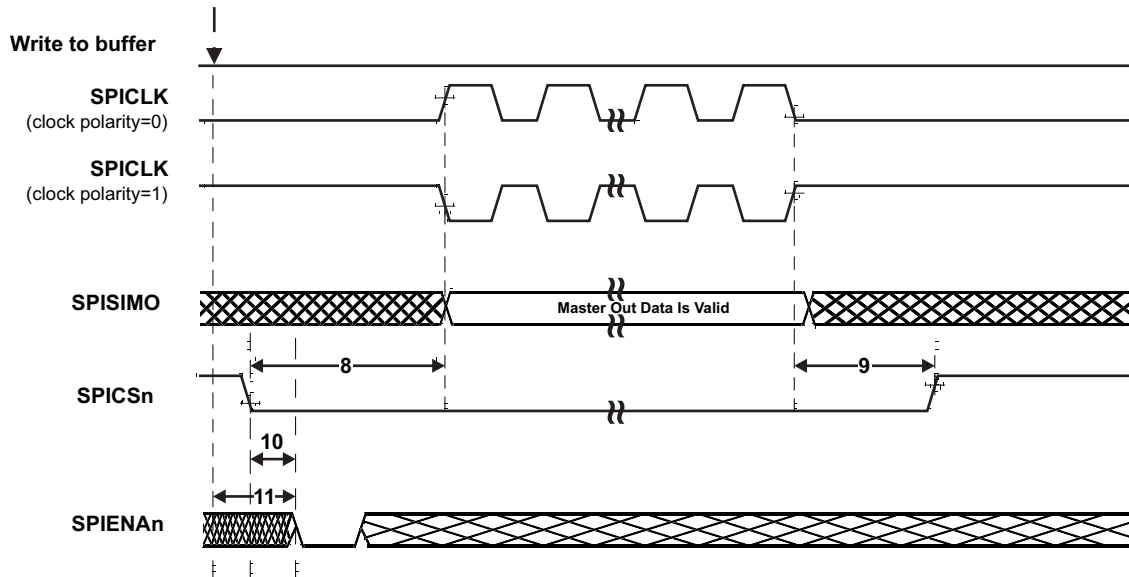 Write to buffer
SPICLK
(clock polarity=0)
SPICLK
(clock polarity=1)
SPISIMO
Master Out Data Is Valid
8
9
SPICSn
10
11
SPIENAn